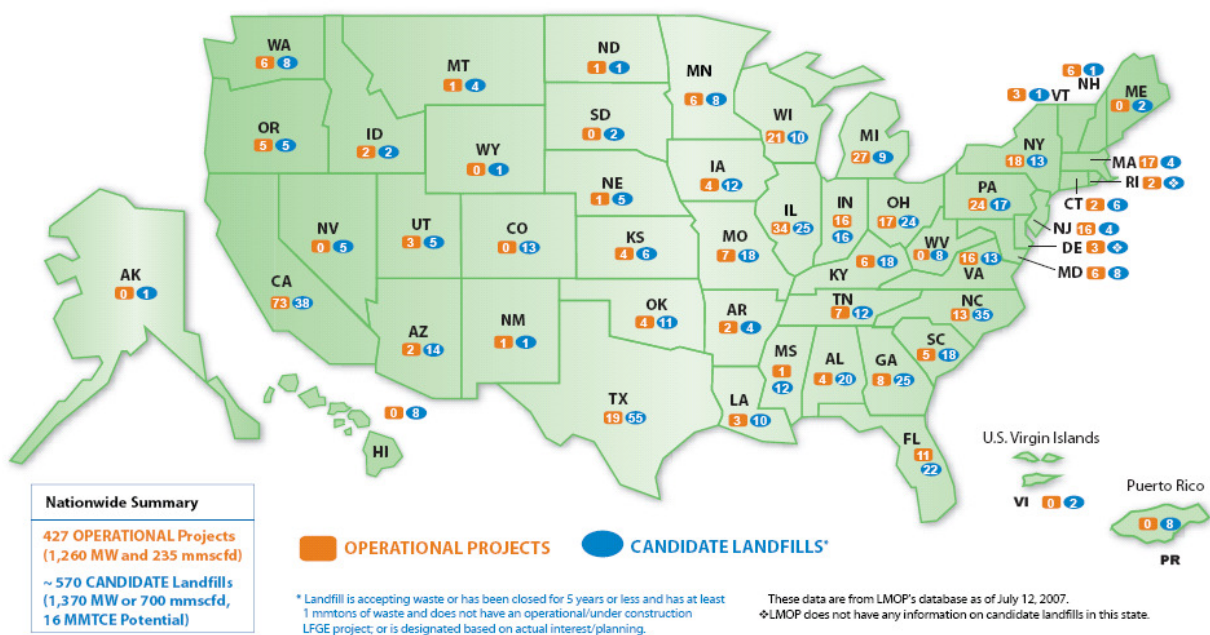 WA
6 8
MT
1 4
ND
1 1
MN
6 8
6 1
NH
3 1 VT
ME
0 2
OR
5 5
ID
2 2
WY
0 1
SD
0 2
WI
21 10
MI
27 9
NY
18 13
MA 17 4
RI 2 ❖
CT 2 6
NJ 16 4
DE 3 ❖
MD 6 8
NV
0 5
UT
3 5
CO
0 13
NE
1 5
IA
4 12
IL
34 25
IN
16
16
OH
17 24
PA
24 17
WV
0 8
16 13
VA
AK
0 1
CA
73 38
KS
4 6
MO
7 18
6 18
KY
AZ
2 14
NM
1 1
OK
4 11
AR
2 4
TN
7 12
NC
13 35
SC
5 18
MS
1
12
AL
4 20
GA
8 25
TX
19 55
LA
3 10
FL
11
22
0 8
HI
U.S. Virgin Islands
VI 0 2
Puerto Rico
0 8
PR
Nationwide Summary
427 OPERATIONAL Projects
(1,260 MW and 235 mmscfd)
~ 570 CANDIDATE Landfills
(1,370 MW or 700 mmscfd,
16 MMTCE Potential)
OPERATIONAL PROJECTS
CANDIDATE LANDFILLS*
* Landfill is accepting waste or has been closed for 5 years or less and has at least
1 mmtons of waste and does not have an operational/under construction
LFGE project; or is designated based on actual interest/planning.
These data are from LMOP's database as of July 12, 2007.
❖LMOP does not have any information on candidate landfills in this state.